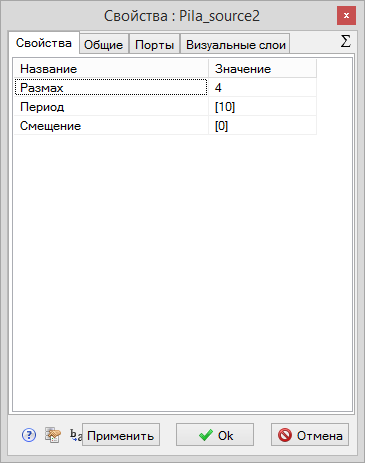 Свойства : Pila_source2
x
Свойства Общие Порты Визуальные слои Σ
Название Значение
Размах 4
Период [10]
Смещение [0]
? Применить Ok Отмена